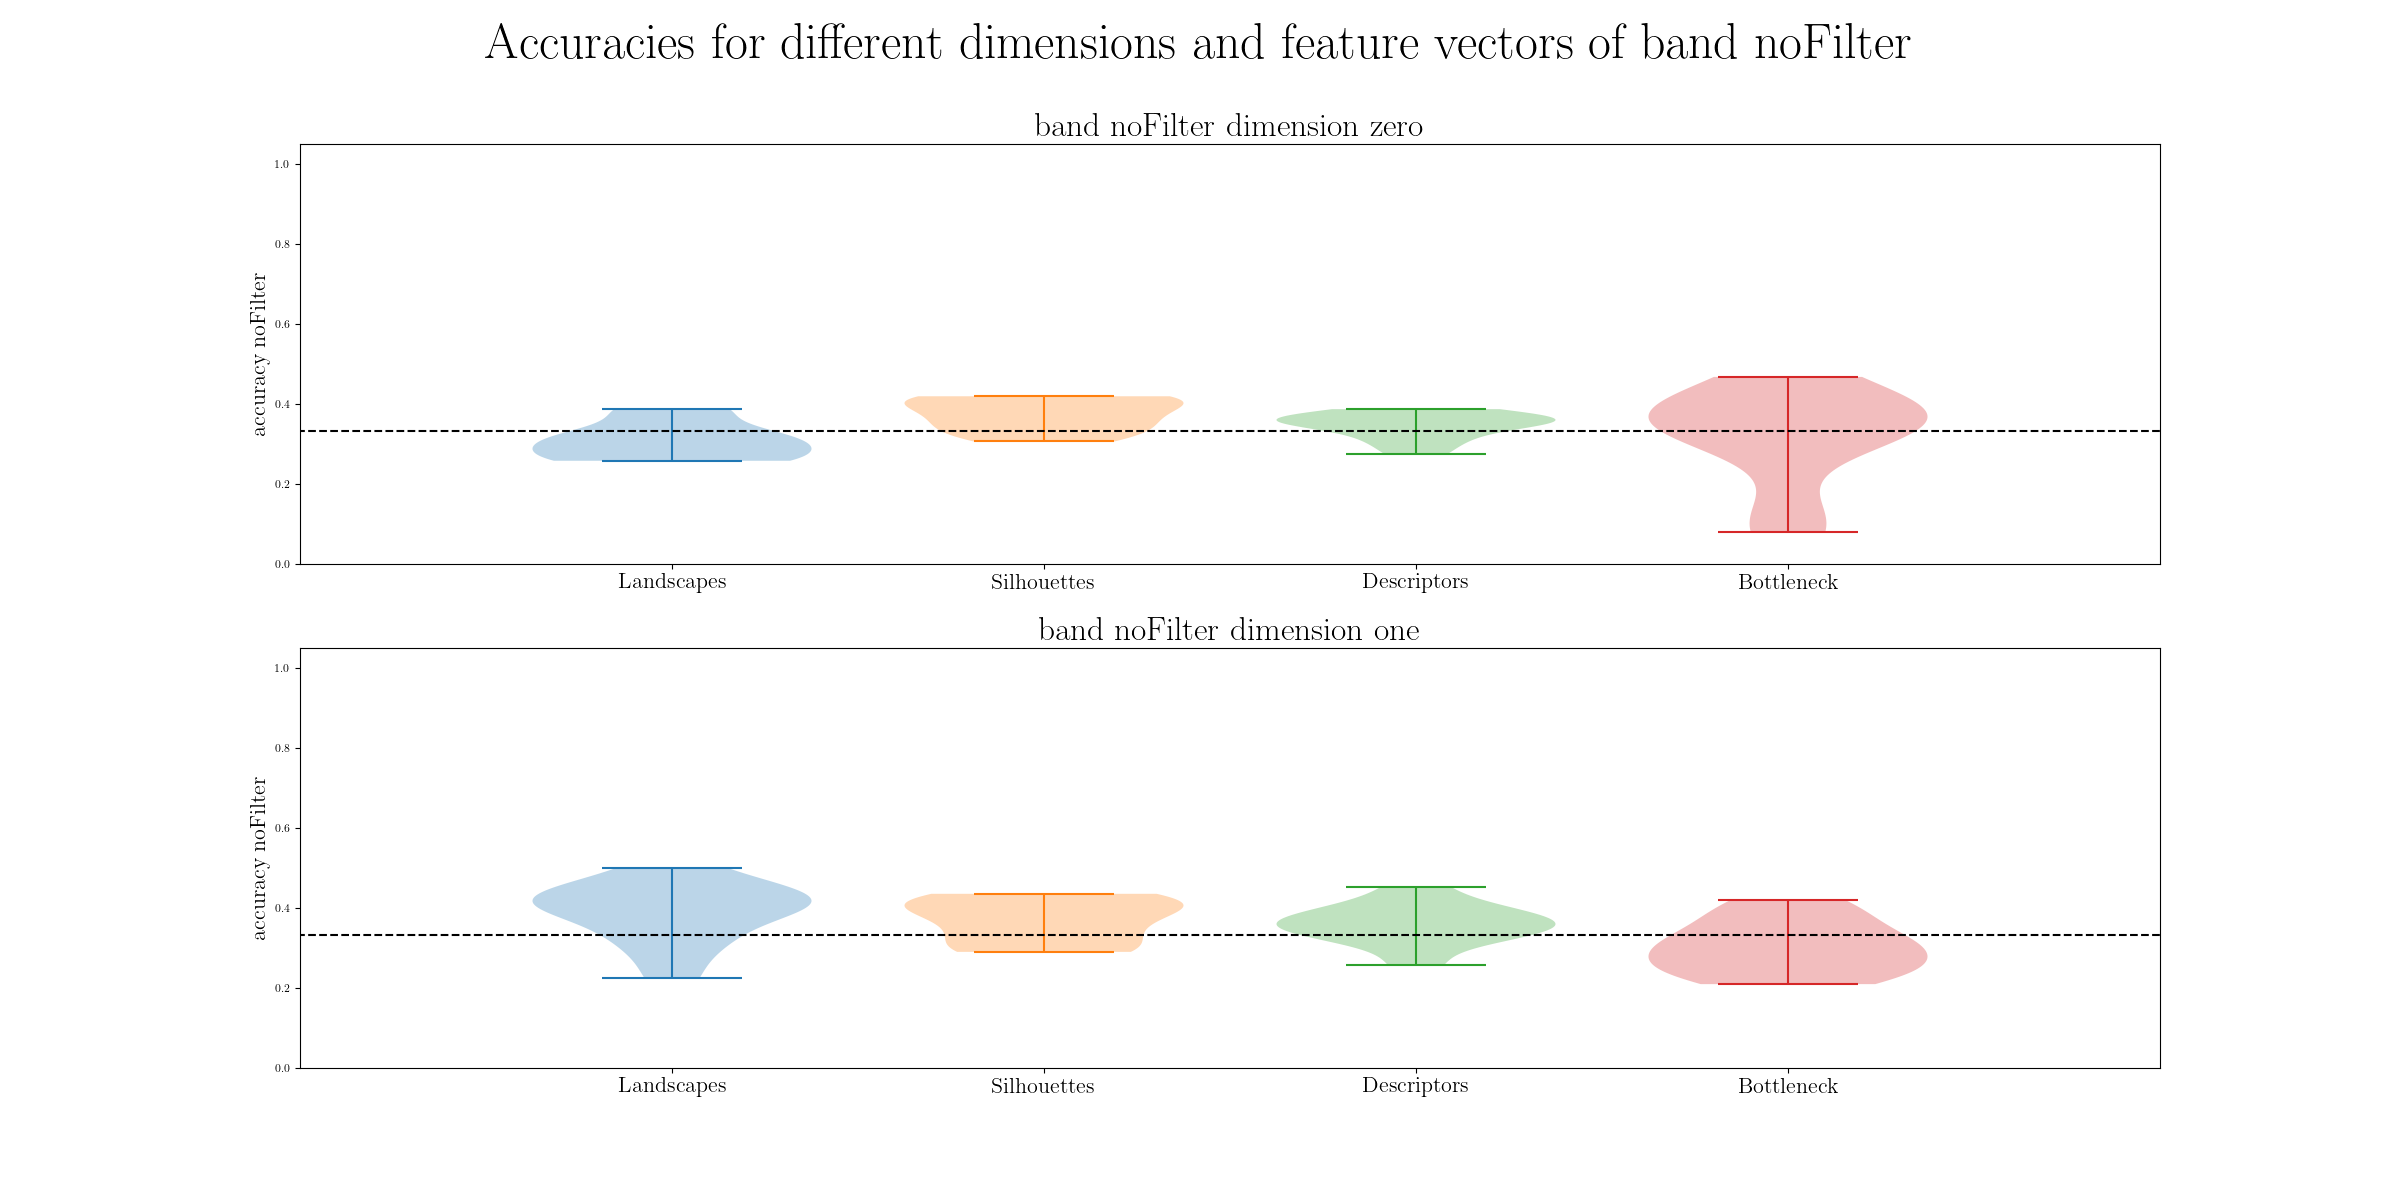 Accuracies for different dimensions and feature vectors of band noFilter
band noFilter dimension zero
accuracy noFilter
1.0
0.8
0.6
0.4
0.2
0.0
Landscapes Silhouettes Descriptors Bottleneck
band noFilter dimension one
accuracy noFilter
1.0
0.8
0.6
0.4
0.2
0.0
Landscapes Silhouettes Descriptors Bottleneck